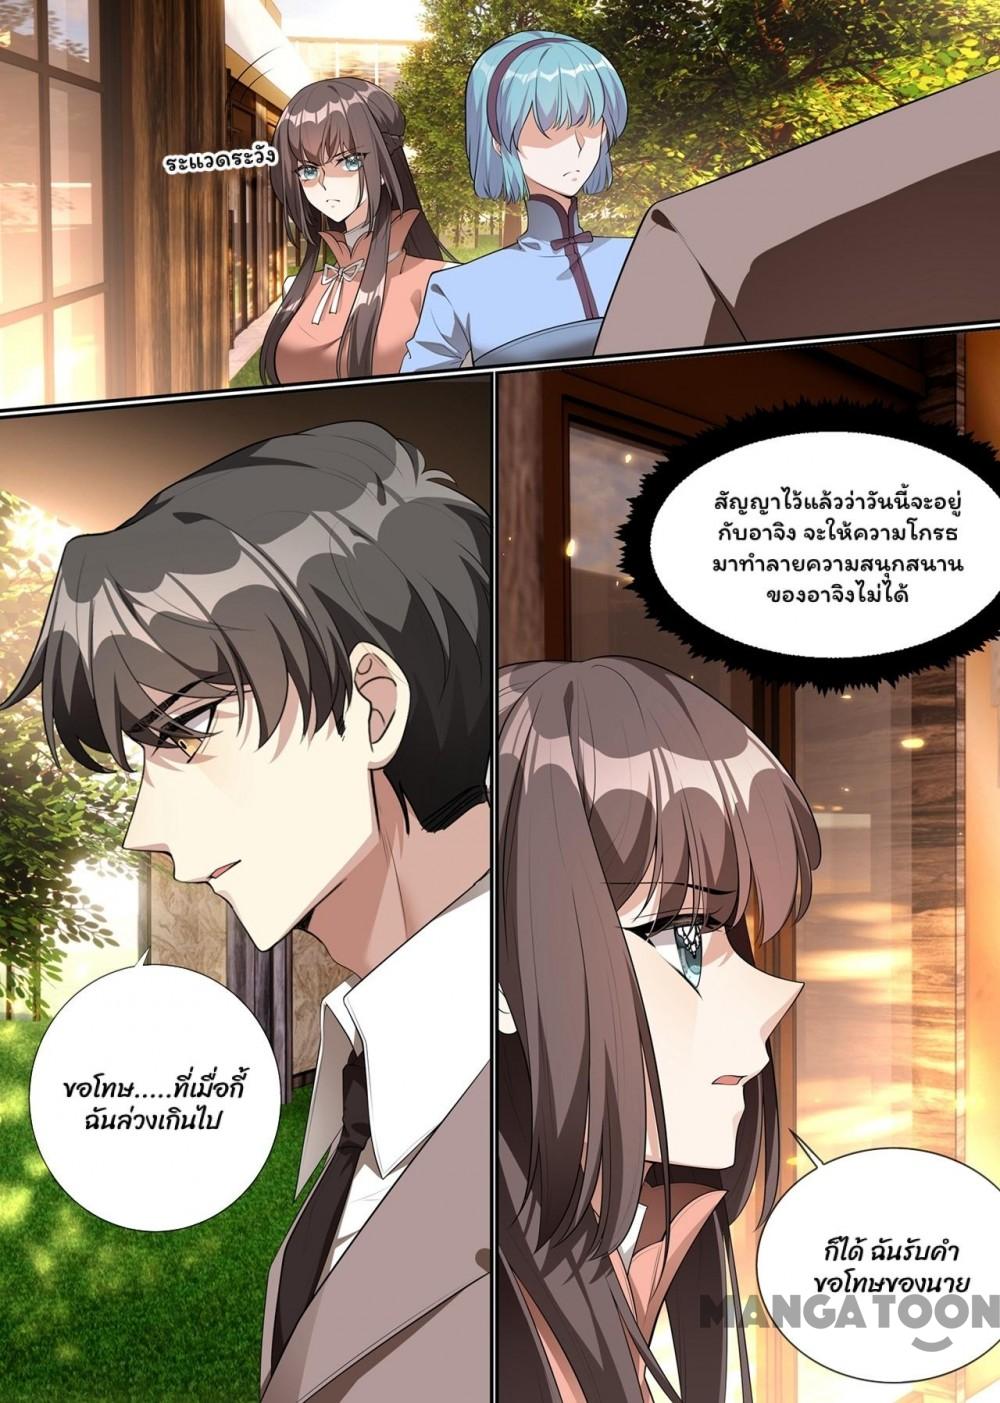 ระแวดระวัง
สัญญาไว้แล้วว่าวันนี้จะอยู่
กับอาจิง จะให้ความโกรธ
มาทำลายความสนุกสนาน
ของอาจิงไม่ได้
ขอโทษ.....ที่เมื่อกี้
ฉันล่วงเกินไป
ก็ได้ ฉันรับคำ
ขอโทษของนาย
MANGATOON